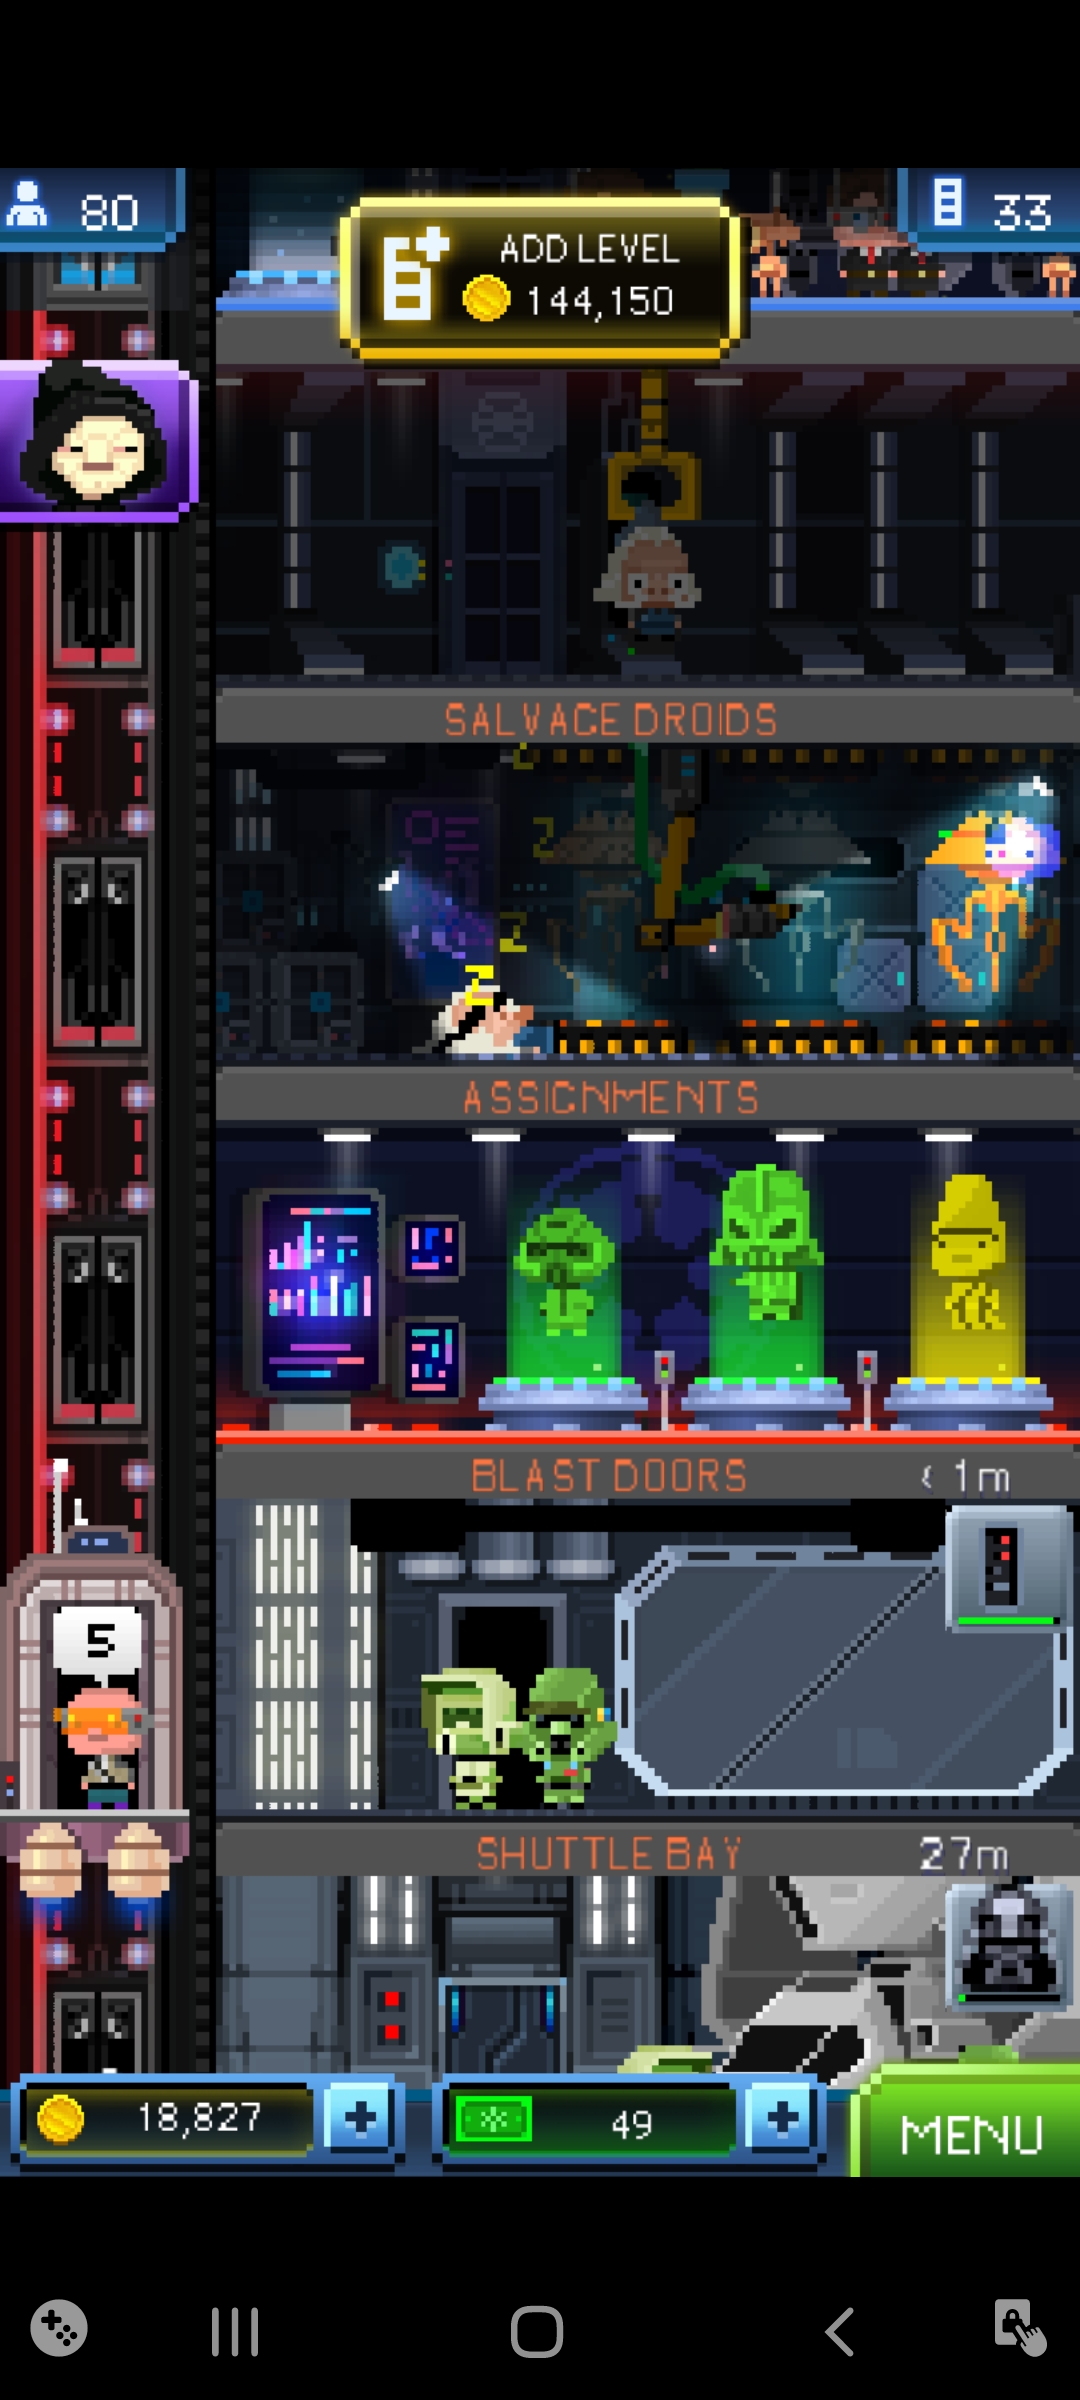 80
33
ADD LEVEL
144,150
SALVAGE DROIDS
Z
Z
Z
Z
ASSIGNMENTS
BLAST DOORS
< 1m
5
SHUTTLE BAY
27m
18,827
49
MENU